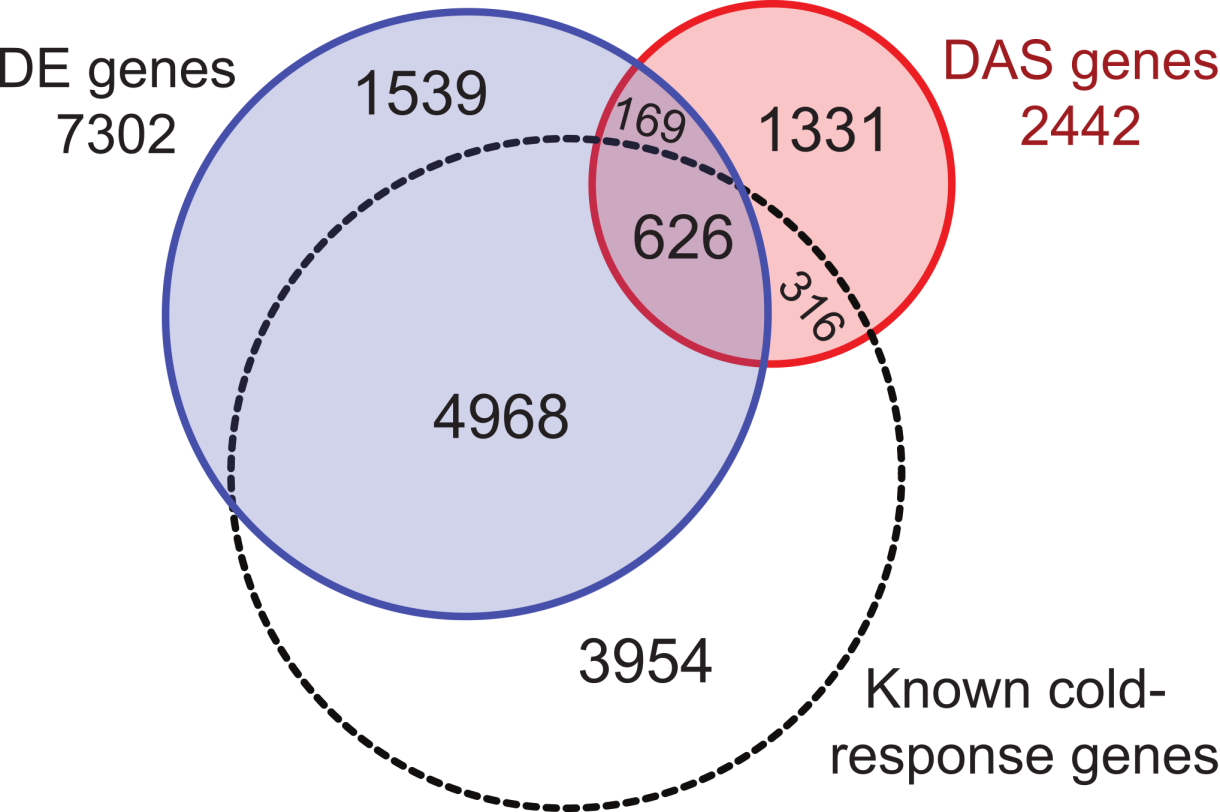 DE genes
7302
1539
169
1331
DAS genes
2442
626
316
4968
3954
Known cold-
response genes